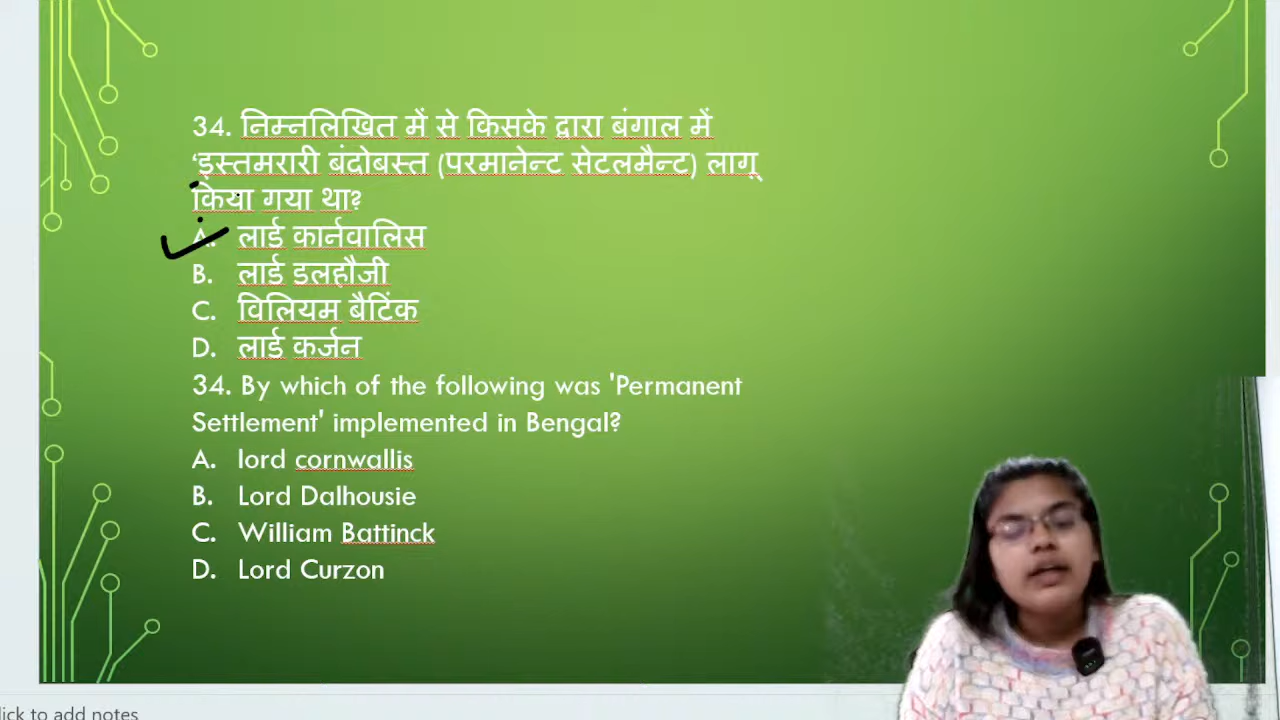 34. निम्नलिखित में से किसके द्वारा बंगाल में
‘इस्तमरारी बंदोबस्त (परमानेन्ट सेटलमैन्ट) लागू
किया गया था?
A. लार्ड कार्नवालिस
B. लार्ड डलहौजी
C. विलियम बैटिंक
D. लार्ड कर्जन
34. By which of the following was 'Permanent
Settlement' implemented in Bengal?
A. lord cornwallis
B. Lord Dalhousie
C. William Battinck
D. Lord Curzon
lick to add notes